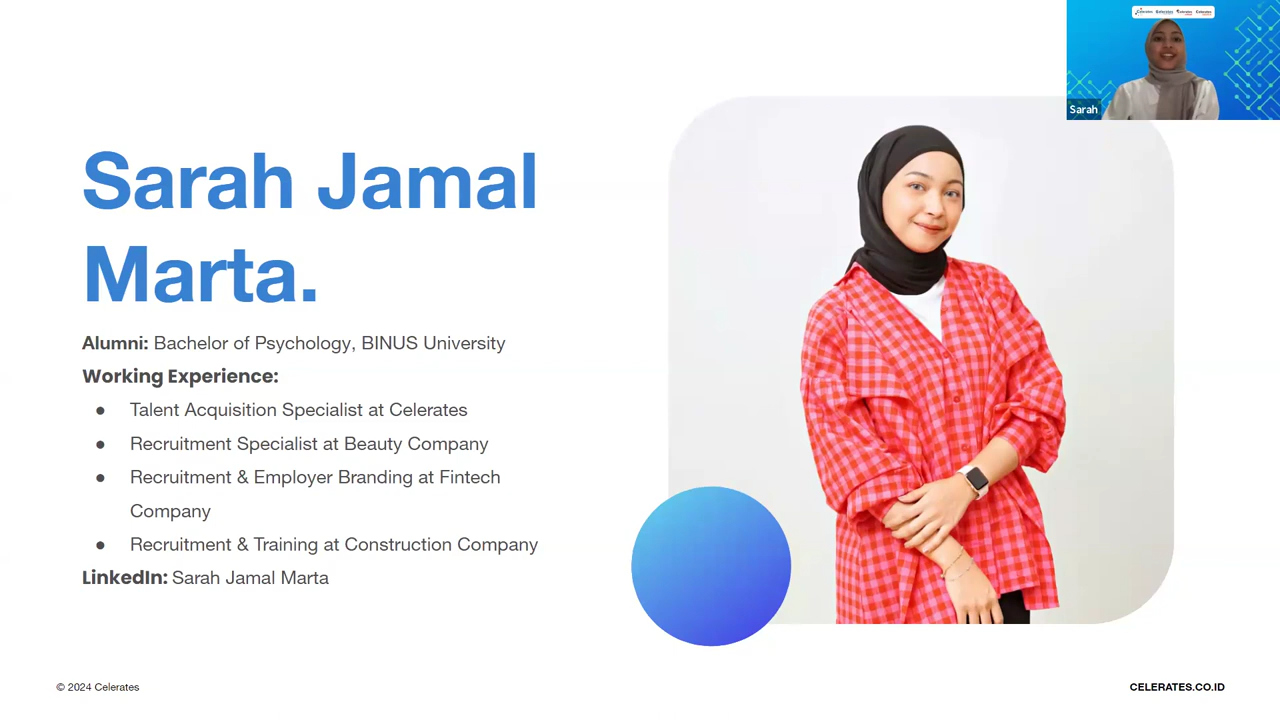 Celerates
Sarah
Sarah Jamal
Marta.
Alumni: Bachelor of Psychology, BINUS University
Working Experience:
● Talent Acquisition Specialist at Celerates
● Recruitment Specialist at Beauty Company
● Recruitment & Employer Branding at Fintech
Company
● Recruitment & Training at Construction Company
LinkedIn: Sarah Jamal Marta
© 2024 Celerates
CELERATES.CO.ID